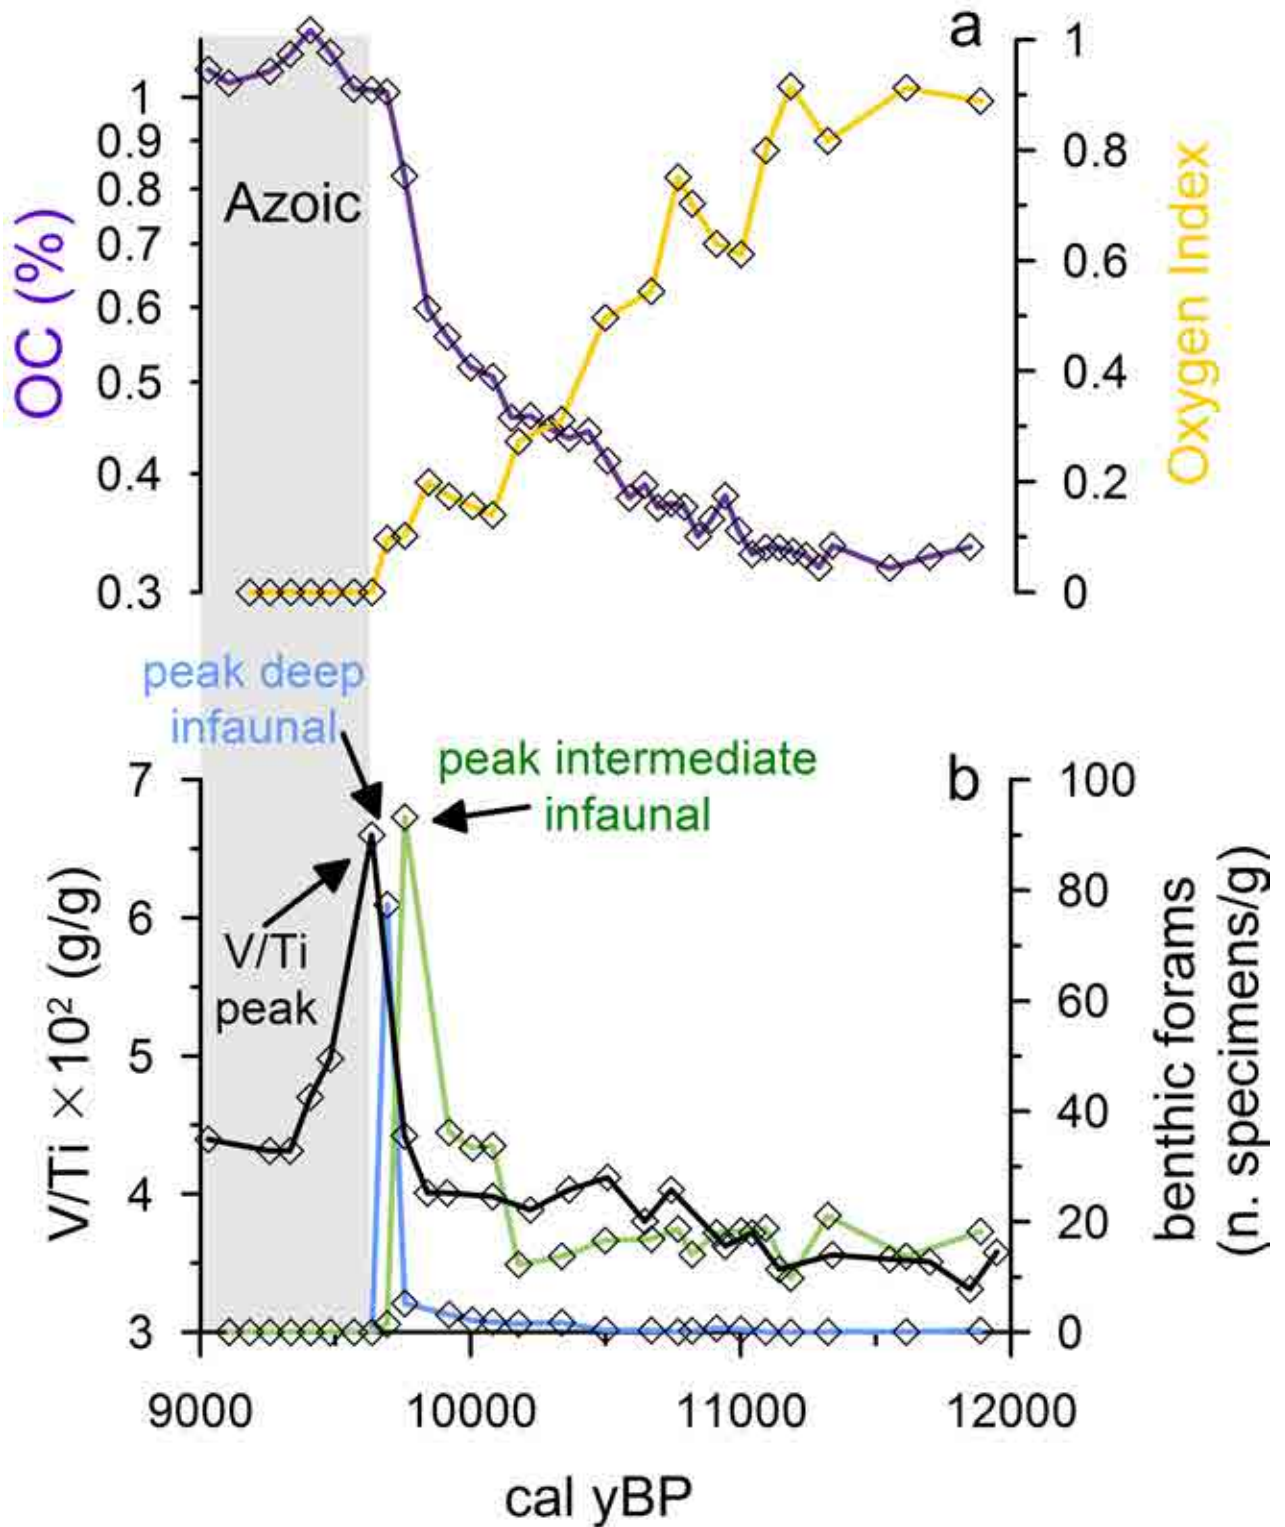 a
1
0.9
0.8
0.7
0.6
0.5
0.4
0.3
OC (%)
Azoic
1
0.8
0.6
0.4
0.2
0
Oxygen Index
peak deep
infaunal
peak intermediate
infaunal
b
V/Ti
peak
7
6
5
4
3
V/Ti × 10² (g/g)
100
80
60
40
20
0
benthic forams
(n. specimens/g)
9000 10000 11000 12000
cal yBP